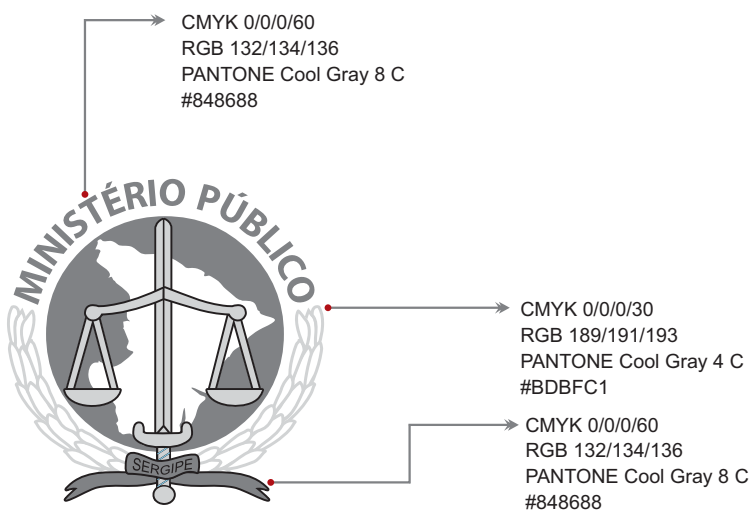 CMYK 0/0/0/60
RGB 132/134/136
PANTONE Cool Gray 8 C
#848688
MINISTÉRIO PÚBLICO
CMYK 0/0/0/30
RGB 189/191/193
PANTONE Cool Gray 4 C
#BDBFC1
CMYK 0/0/0/60
RGB 132/134/136
PANTONE Cool Gray 8 C
#848688
SERGIPE